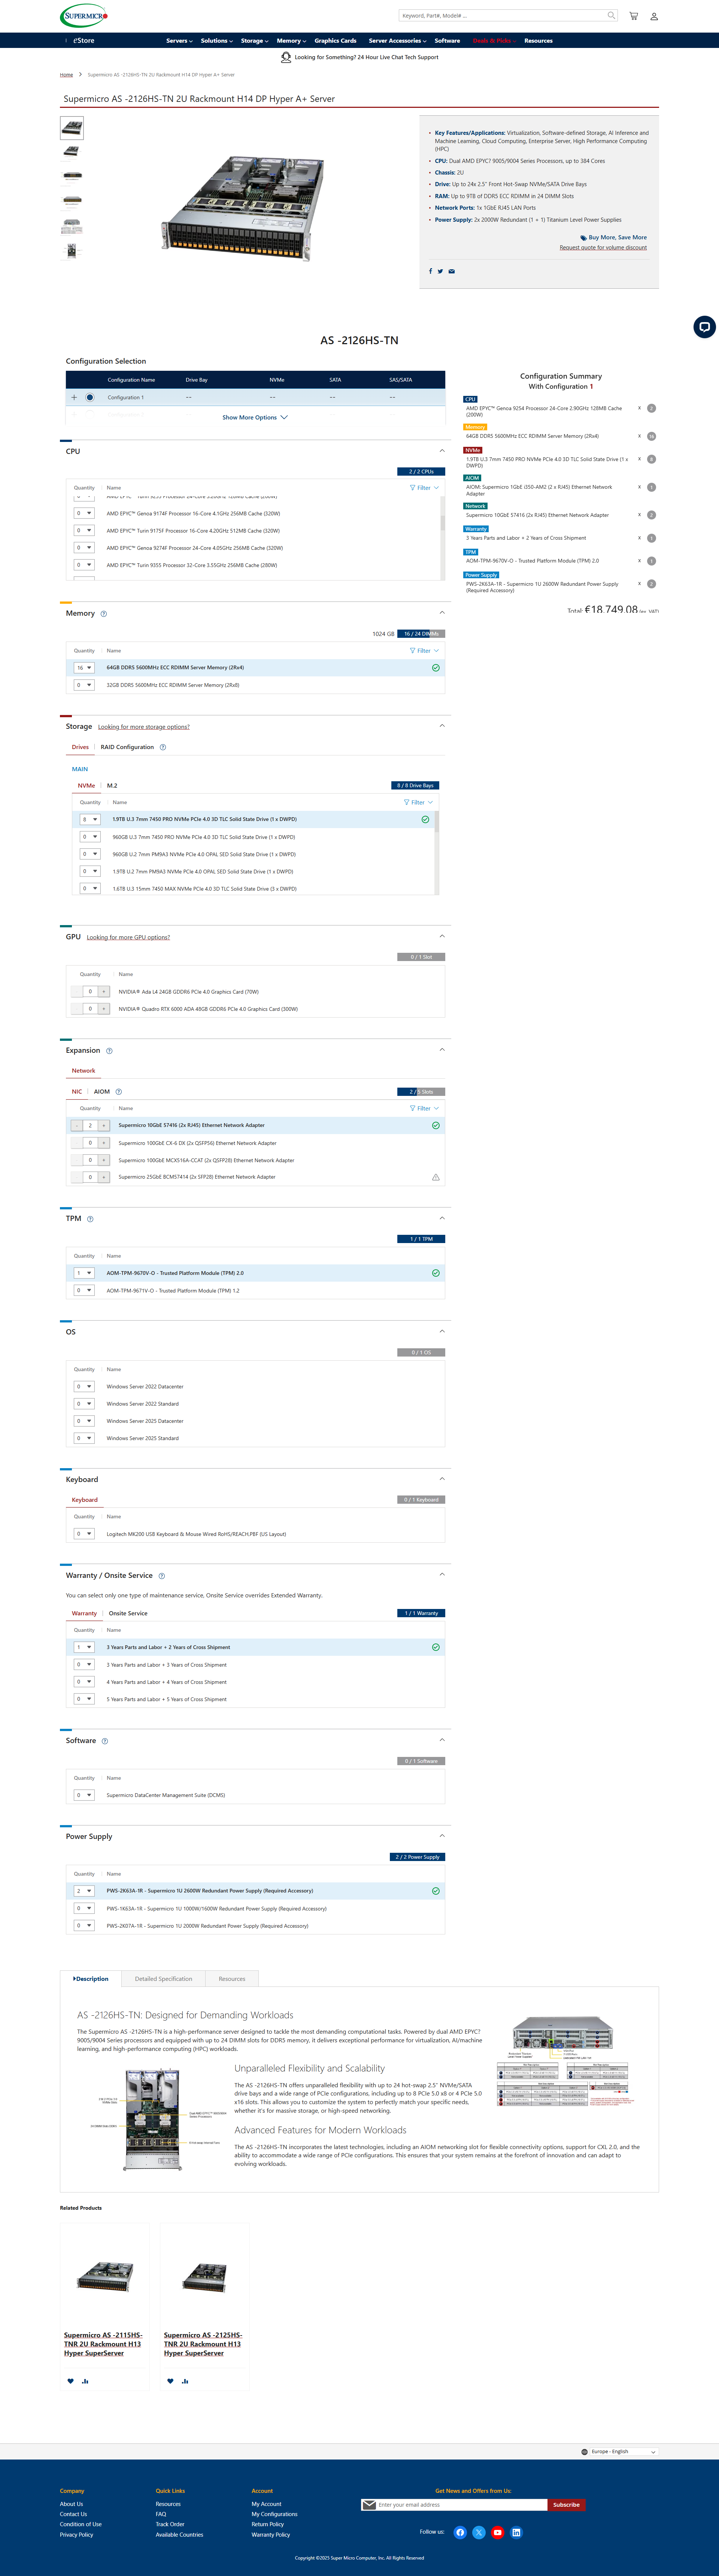 SUPERMICRO
Keyword, Part#, Model# ...
eStore
Servers
Solutions
Storage
Memory
Graphics Cards
Server Accessories
Software
Deals & Picks
Resources
Looking for Something? 24 Hour Live Chat Tech Support
Home
Supermicro AS -2126HS-TN 2U Rackmount H14 DP Hyper A+ Server
Supermicro AS -2126HS-TN 2U Rackmount H14 DP Hyper A+ Server
Key Features/Applications: Virtualization, Software-defined Storage, AI Inference and
Machine Learning, Cloud Computing, Enterprise Server, High Performance Computing
(HPC)
CPU: Dual AMD EPYC? 9005/9004 Series Processors, up to 384 Cores
Chassis: 2U
Drive: Up to 24x 2.5" Front Hot-Swap NVMe/SATA Drive Bays
RAM: Up to 9TB of DDR5 ECC RDIMM in 24 DIMM Slots
Network Ports: 1x 1GbE RJ45 LAN Ports
Power Supply: 2x 2000W Redundant (1 + 1) Titanium Level Power Supplies
Buy More, Save More
Request quote for volume discount
AS -2126HS-TN
Configuration Selection
Configuration Name
Drive Bay
NVMe
SATA
SAS/SATA
Configuration 1
--
--
--
--
Show More Options
CPU
2 / 2 CPUs
Quantity
Name
Filter
0
AMD EPYC™ Genoa 9174F Processor 16-Core 4.1GHz 256MB Cache (320W)
0
AMD EPYC™ Turin 9175F Processor 16-Core 4.20GHz 512MB Cache (320W)
0
AMD EPYC™ Genoa 9274F Processor 24-Core 4.05GHz 256MB Cache (320W)
0
AMD EPYC™ Turin 9355 Processor 32-Core 3.55GHz 256MB Cache (280W)
Memory
1024 GB
16 / 24 DIMMs
Quantity
Name
Filter
16
64GB DDR5 5600MHz ECC RDIMM Server Memory (2Rx4)
0
32GB DDR5 5600MHz ECC RDIMM Server Memory (2Rx8)
Storage
Looking for more storage options?
Drives
RAID Configuration
MAIN
NVMe
M.2
8 / 8 Drive Bays
Quantity
Name
Filter
8
1.9TB U.3 7mm 7450 PRO NVMe PCIe 4.0 3D TLC Solid State Drive (1 x DWPD)
0
960GB U.3 7mm 7450 PRO NVMe PCIe 4.0 3D TLC Solid State Drive (1 x DWPD)
0
960GB U.2 7mm PM9A3 NVMe PCIe 4.0 OPAL SED Solid State Drive (1 x DWPD)
0
1.9TB U.2 7mm PM9A3 NVMe PCIe 4.0 OPAL SED Solid State Drive (1 x DWPD)
0
1.6TB U.3 15mm 7450 MAX NVMe PCIe 4.0 3D TLC Solid State Drive (3 x DWPD)
GPU
Looking for more GPU options?
0 / 1 Slot
Quantity
Name
0 +
NVIDIA® Ada L4 24GB GDDR6 PCIe 4.0 Graphics Card (70W)
0 +
NVIDIA® Quadro RTX 6000 ADA 48GB GDDR6 PCIe 4.0 Graphics Card (300W)
Expansion
Network
NIC
AIOM
2 / 5 Slots
Quantity
Name
Filter
- 2 +
Supermicro 10GbE S7416 (2x RJ45) Ethernet Network Adapter
0 +
Supermicro 100GbE CX-6 DX (2x QSFP56) Ethernet Network Adapter
0 +
Supermicro 100GbE MCX516A-CCAT (2x QSFP28) Ethernet Network Adapter
0 +
Supermicro 25GbE BCM57414 (2x SFP28) Ethernet Network Adapter
TPM
1 / 1 TPM
Quantity
Name
1
AOM-TPM-9670V-O - Trusted Platform Module (TPM) 2.0
0
AOM-TPM-9671V-O - Trusted Platform Module (TPM) 1.2
OS
0 / 1 OS
Quantity
Name
0
Windows Server 2022 Datacenter
0
Windows Server 2022 Standard
0
Windows Server 2025 Datacenter
0
Windows Server 2025 Standard
Keyboard
Keyboard
0 / 1 Keyboard
Quantity
Name
0
Logitech MK200 USB Keyboard & Mouse Wired RoHS/REACH,PBF (US Layout)
Warranty / Onsite Service
You can select only one type of maintenance service, Onsite Service overrides Extended Warranty.
Warranty
Onsite Service
1 / 1 Warranty
Quantity
Name
1
3 Years Parts and Labor + 2 Years of Cross Shipment
0
3 Years Parts and Labor + 3 Years of Cross Shipment
0
4 Years Parts and Labor + 4 Years of Cross Shipment
0
5 Years Parts and Labor + 5 Years of Cross Shipment
Software
0 / 1 Software
Quantity
Name
0
Supermicro DataCenter Management Suite (DCMS)
Power Supply
2 / 2 Power Supply
Quantity
Name
2
PWS-2K63A-1R - Supermicro 1U 2600W Redundant Power Supply (Required Accessory)
0
PWS-1K63A-1R - Supermicro 1U 1000W/1600W Redundant Power Supply (Required Accessory)
0
PWS-2K07A-1R - Supermicro 1U 2000W Redundant Power Supply (Required Accessory)
Configuration Summary
With Configuration 1
CPU
AMD EPYC™ Genoa 9254 Processor 24-Core 2.90GHz 128MB Cache
(200W)
x 2
Memory
64GB DDR5 5600MHz ECC RDIMM Server Memory (2Rx4)
x 16
NVMe
1.9TB U.3 7mm 7450 PRO NVMe PCIe 4.0 3D TLC Solid State Drive (1 x
DWPD)
x 8
AIOM
AIOM: Supermicro 1GbE i350-AM2 (2 x RJ45) Ethernet Network
Adapter
x 1
Network
Supermicro 10GbE S7416 (2x RJ45) Ethernet Network Adapter
x 2
Warranty
3 Years Parts and Labor + 2 Years of Cross Shipment
x 1
TPM
AOM-TPM-9670V-O - Trusted Platform Module (TPM) 2.0
x 1
Power Supply
PWS-2K63A-1R - Supermicro 1U 2600W Redundant Power Supply
(Required Accessory)
x 2
Total: €18,749.08 (ex. VAT)
Description
Detailed Specification
Resources
AS -2126HS-TN: Designed for Demanding Workloads
The Supermicro AS -2126HS-TN is a high-performance server designed to tackle the most demanding computational tasks. Powered by dual AMD EPYC?
9005/9004 Series processors and equipped with up to 24 DIMM slots for DDR5 memory, it delivers exceptional performance for virtualization, AI/machine
learning, and high-performance computing (HPC) workloads.
Unparalleled Flexibility and Scalability
The AS -2126HS-TN offers unparalleled flexibility with up to 24 hot-swap 2.5" NVMe/SATA
drive bays and a wide range of PCIe configurations, including up to 8 PCIe 5.0 x8 or 4 PCIe 5.0
x16 slots. This allows you to customize the system to perfectly match your specific needs,
whether it's for massive storage, or high-speed networking.
Advanced Features for Modern Workloads
The AS -2126HS-TN incorporates the latest technologies, including an AIOM networking slot for flexible connectivity options, support for CXL 2.0, and the
ability to accommodate a wide range of PCIe configurations. This ensures that your system remains at the forefront of innovation and can adapt to
evolving workloads.
Related Products
Supermicro AS -2115HS-
TNR 2U Rackmount H13
Hyper SuperServer
Supermicro AS -2125HS-
TNR 2U Rackmount H13
Hyper SuperServer
Europe - English
Company
About Us
Contact Us
Condition of Use
Privacy Policy
Quick Links
Resources
FAQ
Track Order
Available Countries
Account
My Account
My Configurations
Return Policy
Warranty Policy
Get News and Offers from Us:
Enter your email address
Subscribe
Follow us:
Copyright ©2025 Super Micro Computer, Inc. All Rights Reserved